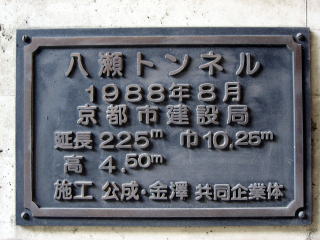 八瀬トンネル
1988年8月
京都市建設局
延長 225m 巾 10.25m
高 4.50m
施工 公成・金澤 共同企業体